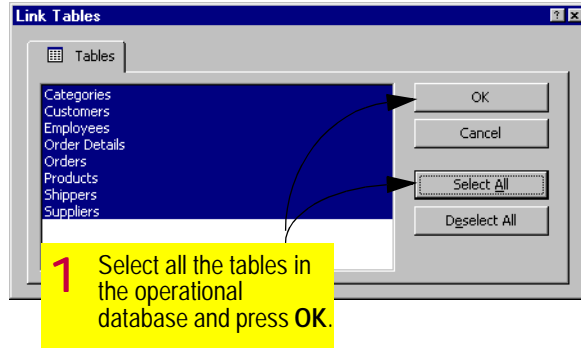 Link Tables
Tables
Categories
Customers
Employees
Order Details
Orders
Products
Shippers
Suppliers
OK
Cancel
Select All
Deselect All
1 Select all the tables in
the operational
database and press OK.